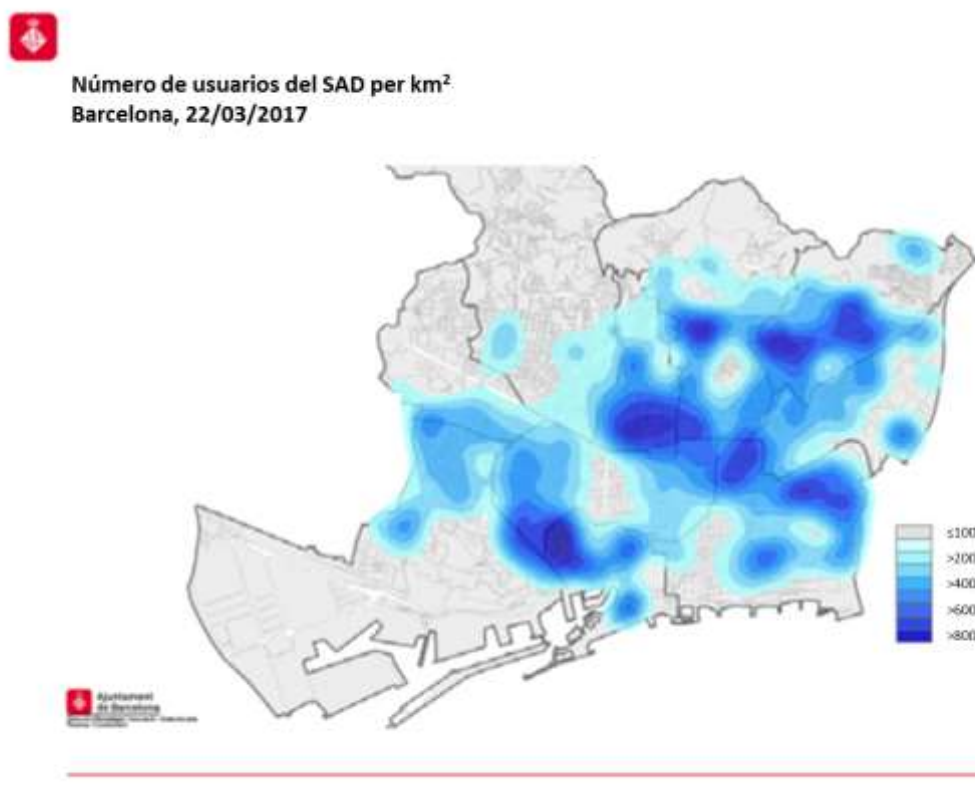 Número de usuarios del SAD per km²
Barcelona, 22/03/2017
≤100
>200
>400
>600
>800
Ajuntament
de Barcelona